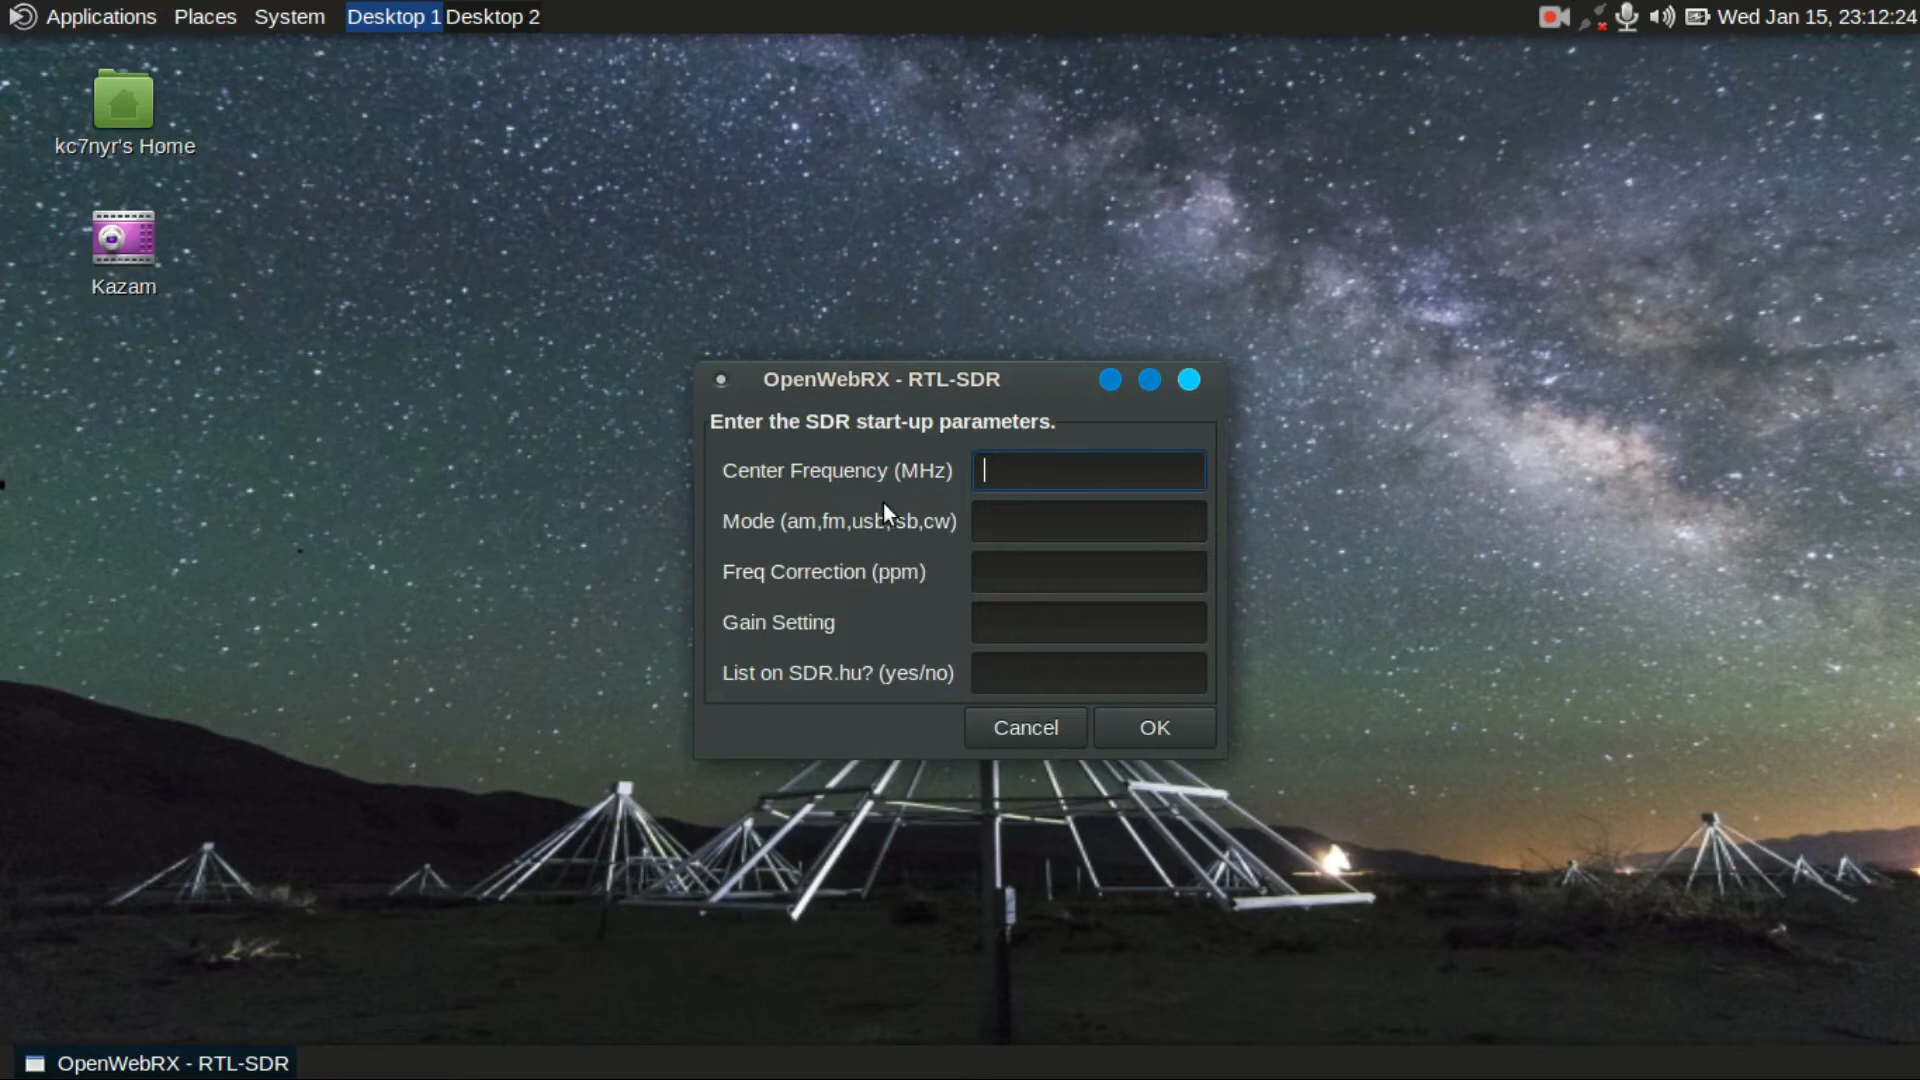 Applications Places System Desktop 1 Desktop 2 Wed Jan 15, 23:12:24
kc7nyr's Home
Kazam
OpenWebRX - RTL-SDR
Enter the SDR start-up parameters.
Center Frequency (MHz)
Mode (am,fm,usb,lsb,cw)
Freq Correction (ppm)
Gain Setting
List on SDR.hu? (yes/no)
Cancel OK
OpenWebRX - RTL-SDR